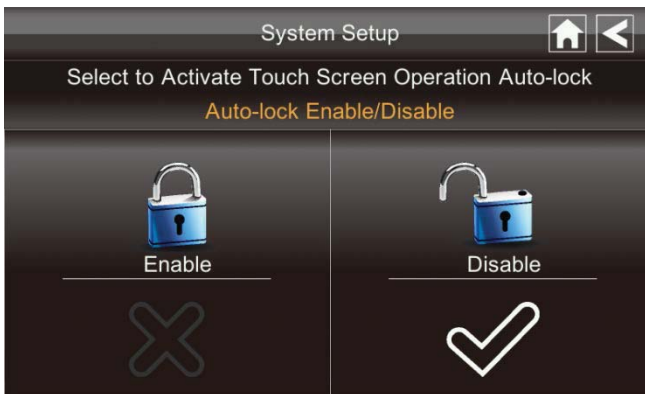 System Setup
Select to Activate Touch Screen Operation Auto-lock
Auto-lock Enable/Disable
Enable
Disable